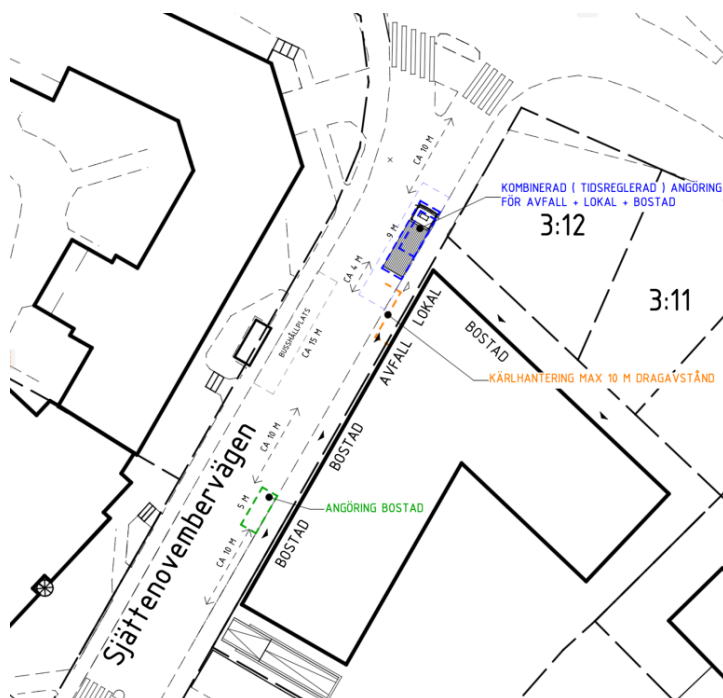 CA 10 M
KOMBINERAD ( TIDSREGLERAD ) ANGÖRING
FÖR AVFALL + LOKAL + BOSTAD
3:12
9 M
CA 4 M
3:11
LOKAL
BOSTAD
AVFALL
BUSSHÅLLPLATS
CA 15 M
KÄRLHANTERING MAX 10 M DRAGAVSTÅND
BOSTAD
CA 10 M
5 M
ANGÖRING BOSTAD
BOSTAD
CA 10 M
Sjättenovembervägen